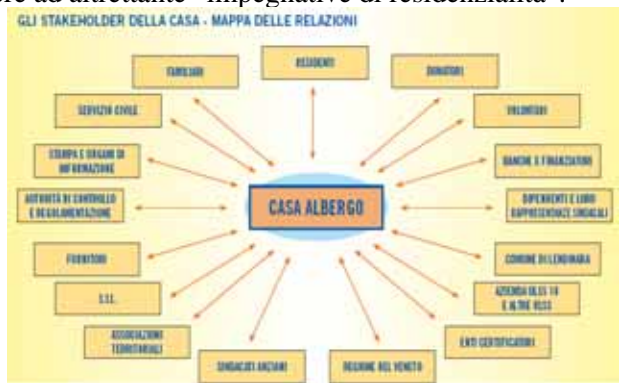 ad altrettante "impegnative di residenzialità".
GLI STAKEHOLDER DELLA CASA - MAPPA DELLE RELAZIONI
RESIDENTI
FAMILIARI
DONATORI
SERVIZIO CIVILE
VOLONTARI
STAMPA E ORGANI DI
INFORMAZIONE
BANCHE O FINANZIATORI
AUTORITÀ DI CONTROLLO
E REGOLAMENTAZIONE
CASA ALBERGO
DIPENDENTI E LORO
RAPPRESENTANZE SINDACALI
FORNITORI
COMUNE DI LENDINARA
AZIENDA ULSS 18
E ALTRE ULSS
ASSOCIAZIONI
TERRITORIALI
ENTI CERTIFICATORI
SINDACATI ANZIANI
REGIONE DEL VENETO